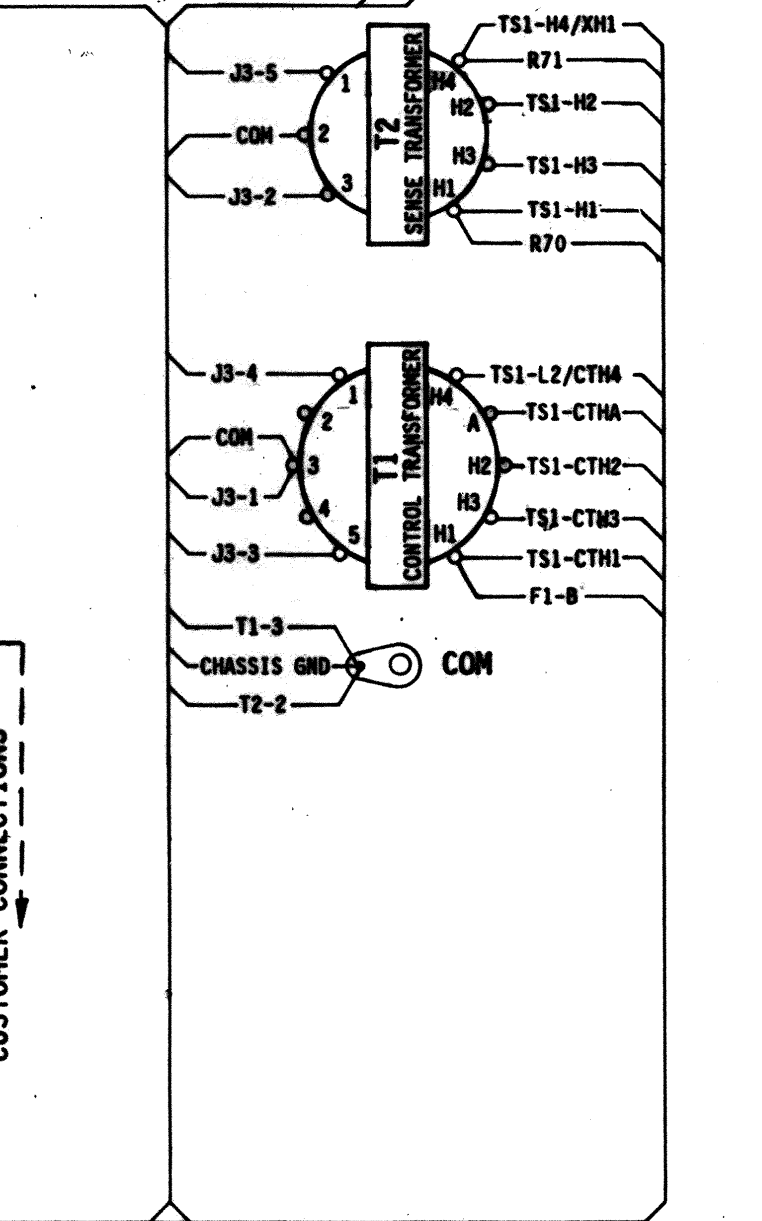 TS1-H4/XH1
J3-5
R71
1
H4
H2
TS1-H2
COM
2
T2
SENSE TRANSFORMER
H3
TS1-H3
J3-2
3
H1
TS1-H1
R70
J3-4
1
H4
TS1-L2/CTH4
2
A
TS1-CTHA
COM
3
T1
CONTROL TRANSFORMER
H2
TS1-CTH2
J3-1
4
H3
TS1-CTW3
J3-3
5
H1
TS1-CTH1
F1-B
T1-3
CHASSIS GND
COM
T2-2
CUSTOMER CONNECTIONS